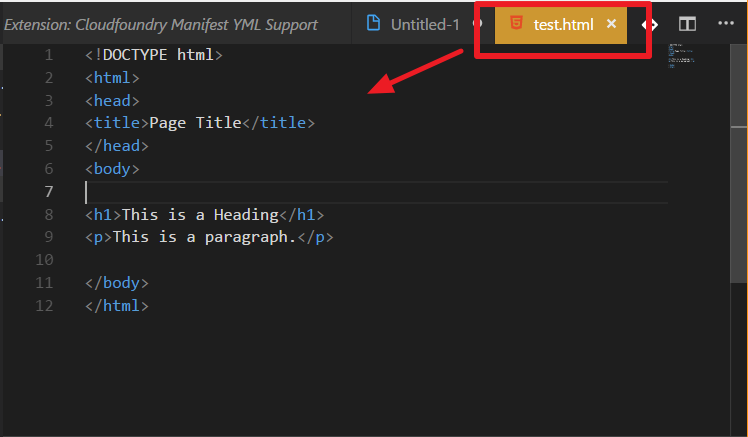 Extension: Cloudfoundry Manifest YML Support
Untitled-1
test.html
1 <!DOCTYPE html>
2 <html>
3 <head>
4 <title>Page Title</title>
5 </head>
6 <body>
7
8 <h1>This is a Heading</h1>
9 <p>This is a paragraph.</p>
10
11 </body>
12 </html>